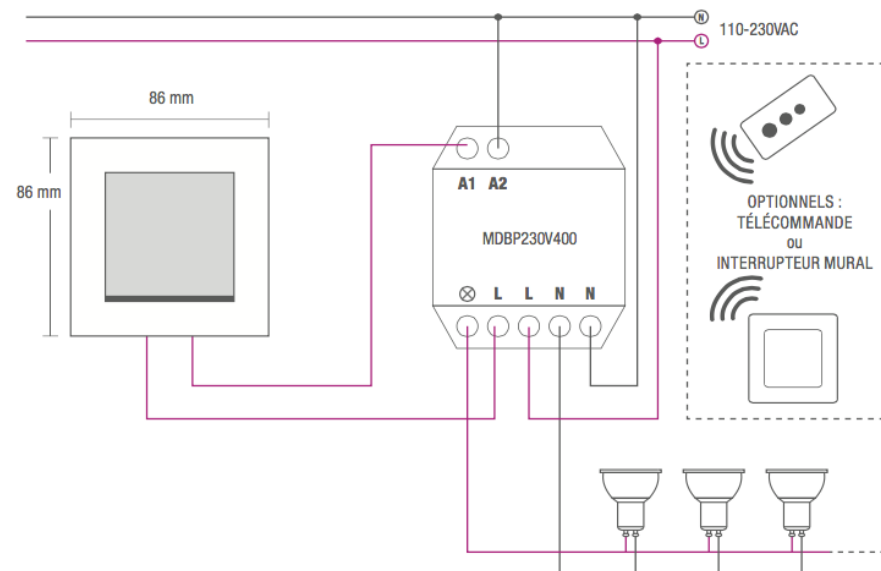 N
110-230VAC
L
86 mm
86 mm
A1 A2
MDBP230V400
L L N N
OPTIONNELS :
TÉLÉCOMMANDE
ou
INTERRUPTEUR MURAL